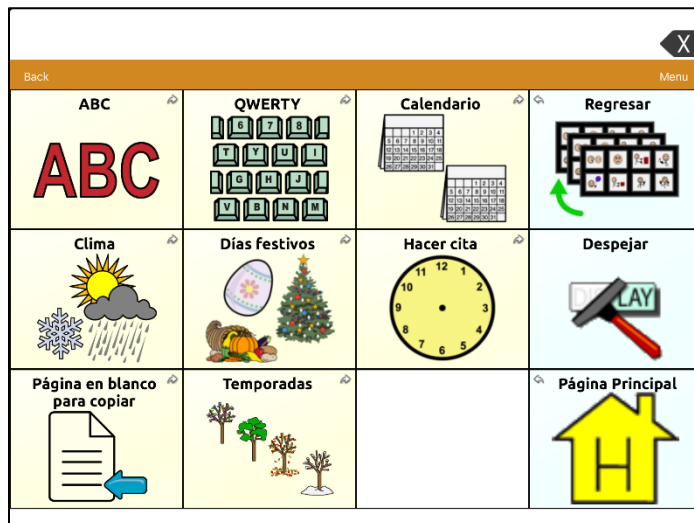 X
Back
Menu
ABC
QWERTY
Calendario
Regresar
ABC
6 7 8
T Y U I
G H J
V B N M
Clima
Días festivos
Hacer cita
Despejar
12
11 1
10 2
9 3
8 4
7 5
6
LAY
Página en blanco
para copiar
Temporadas
Página Principal
H